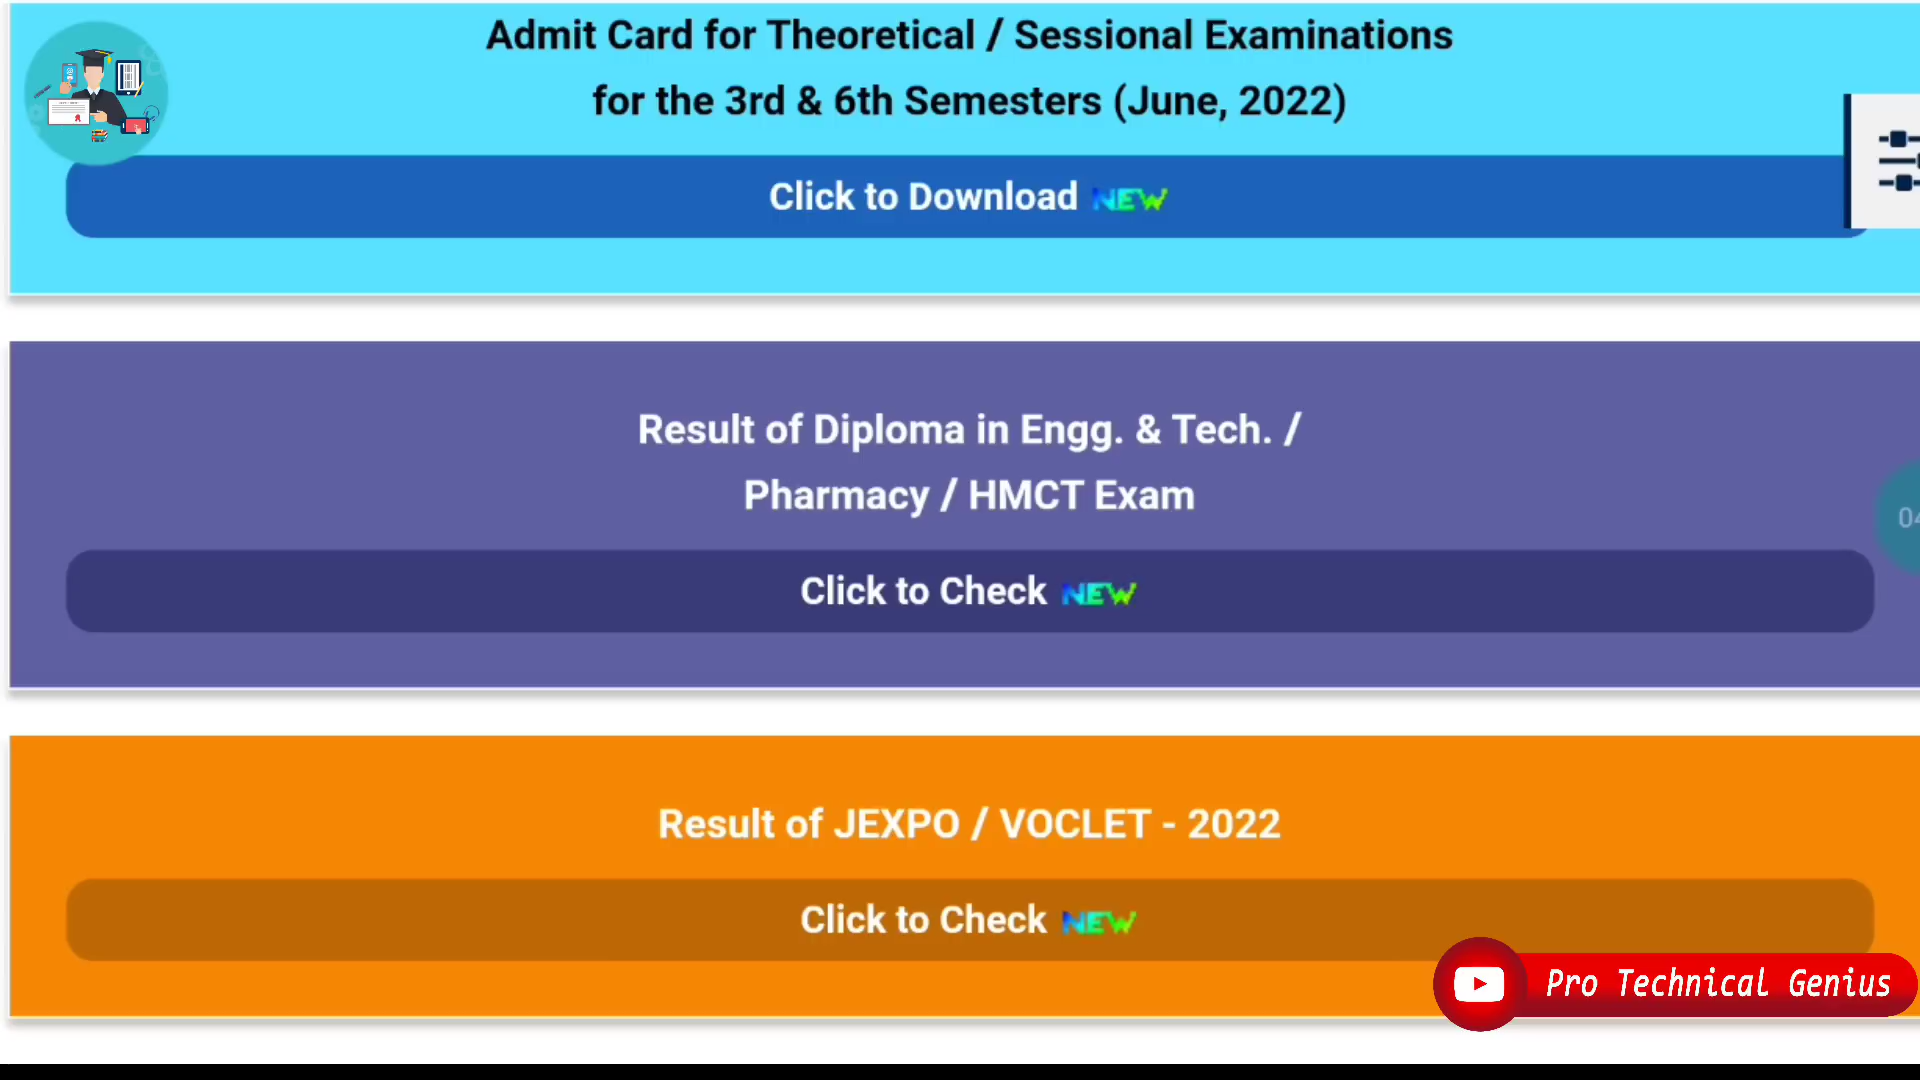 Admit Card for Theoretical / Sessional Examinations
for the 3rd & 6th Semesters (June, 2022)
Click to Download NEW
Result of Diploma in Engg. & Tech. /
Pharmacy / HMCT Exam
Click to Check NEW
04
Result of JEXPO / VOCLET - 2022
Click to Check NEW
Pro Technical Genius